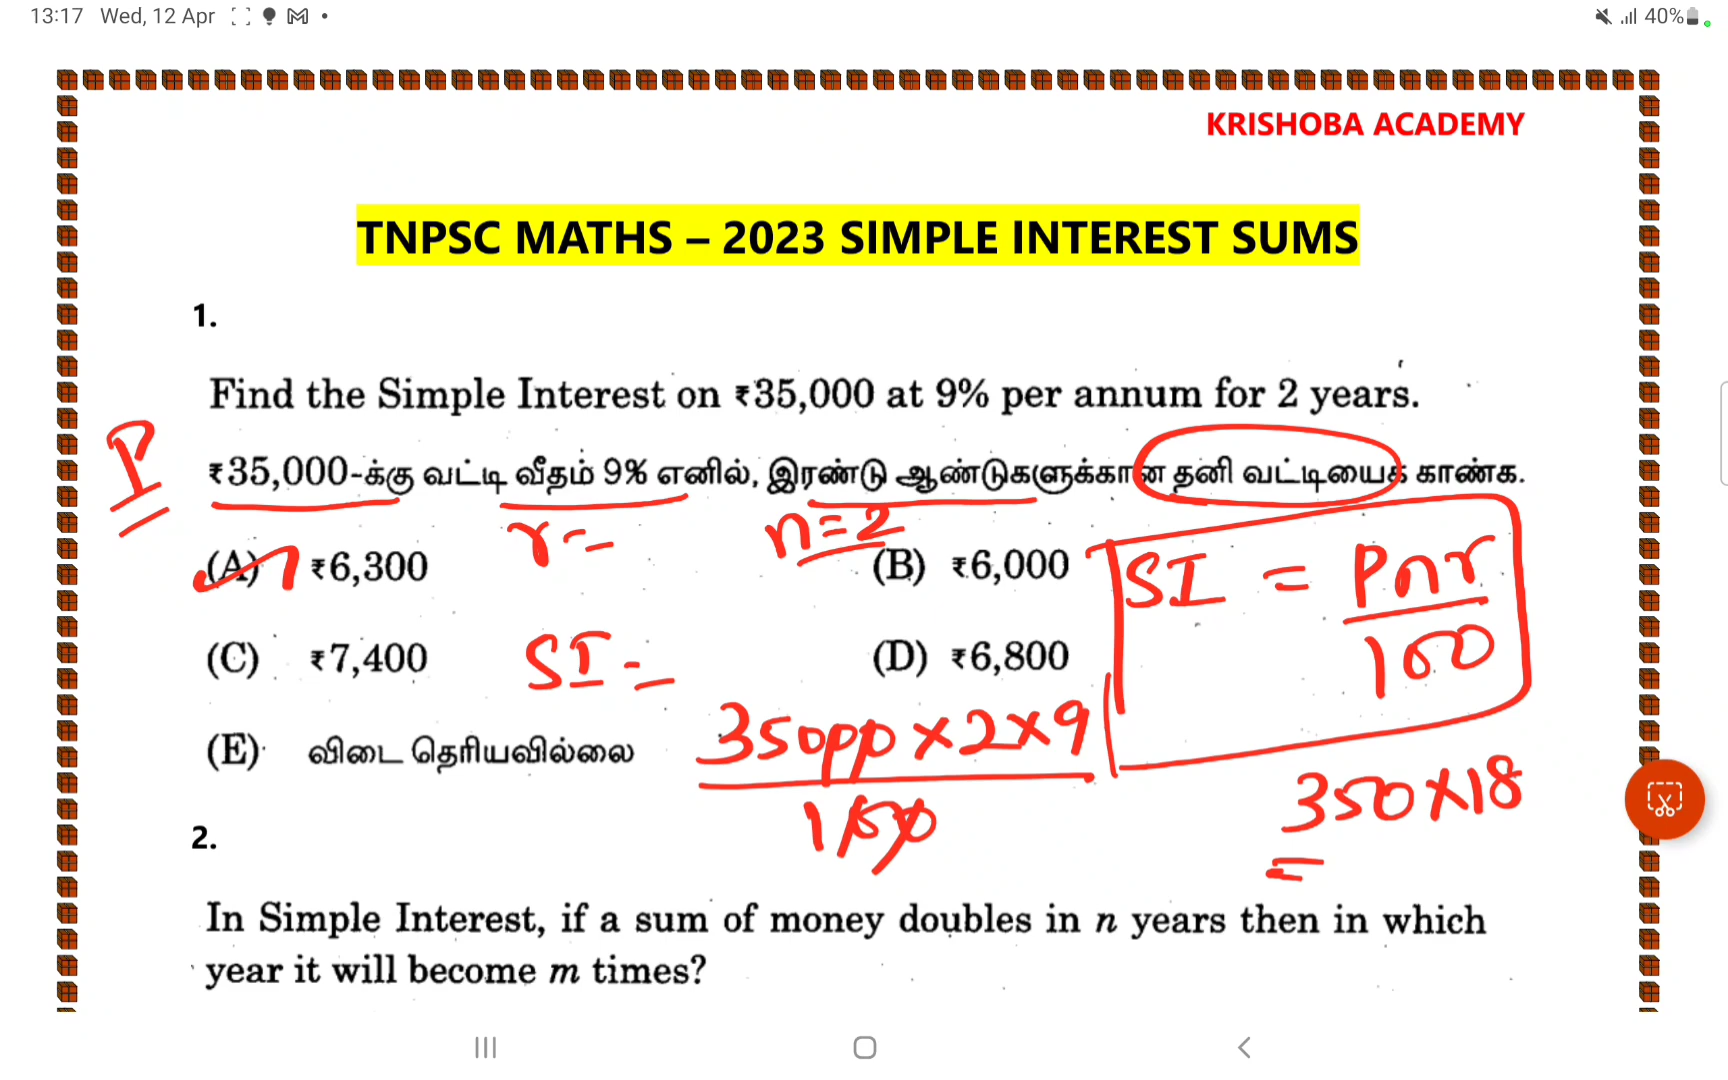 13:17 Wed, 12 Apr
40%
KRISHOBA ACADEMY
TNPSC MATHS – 2023 SIMPLE INTEREST SUMS
1.
Find the Simple Interest on ₹35,000 at 9% per annum for 2 years.
P
₹35,000-க்கு வட்டி வீதம் 9% எனில், இரண்டு ஆண்டுகளுக்கான தனி வட்டியைக் காண்க.
r =
n=2
(A) ₹6,300
(B) ₹6,000
SI = Pnr
100
(C) ₹7,400
SI =
(D) ₹6,800
(E) விடை தெரியவில்லை
35000 × 2 × 9
100
350 × 18
=
2.
In Simple Interest, if a sum of money doubles in n years then in which
year it will become m times?